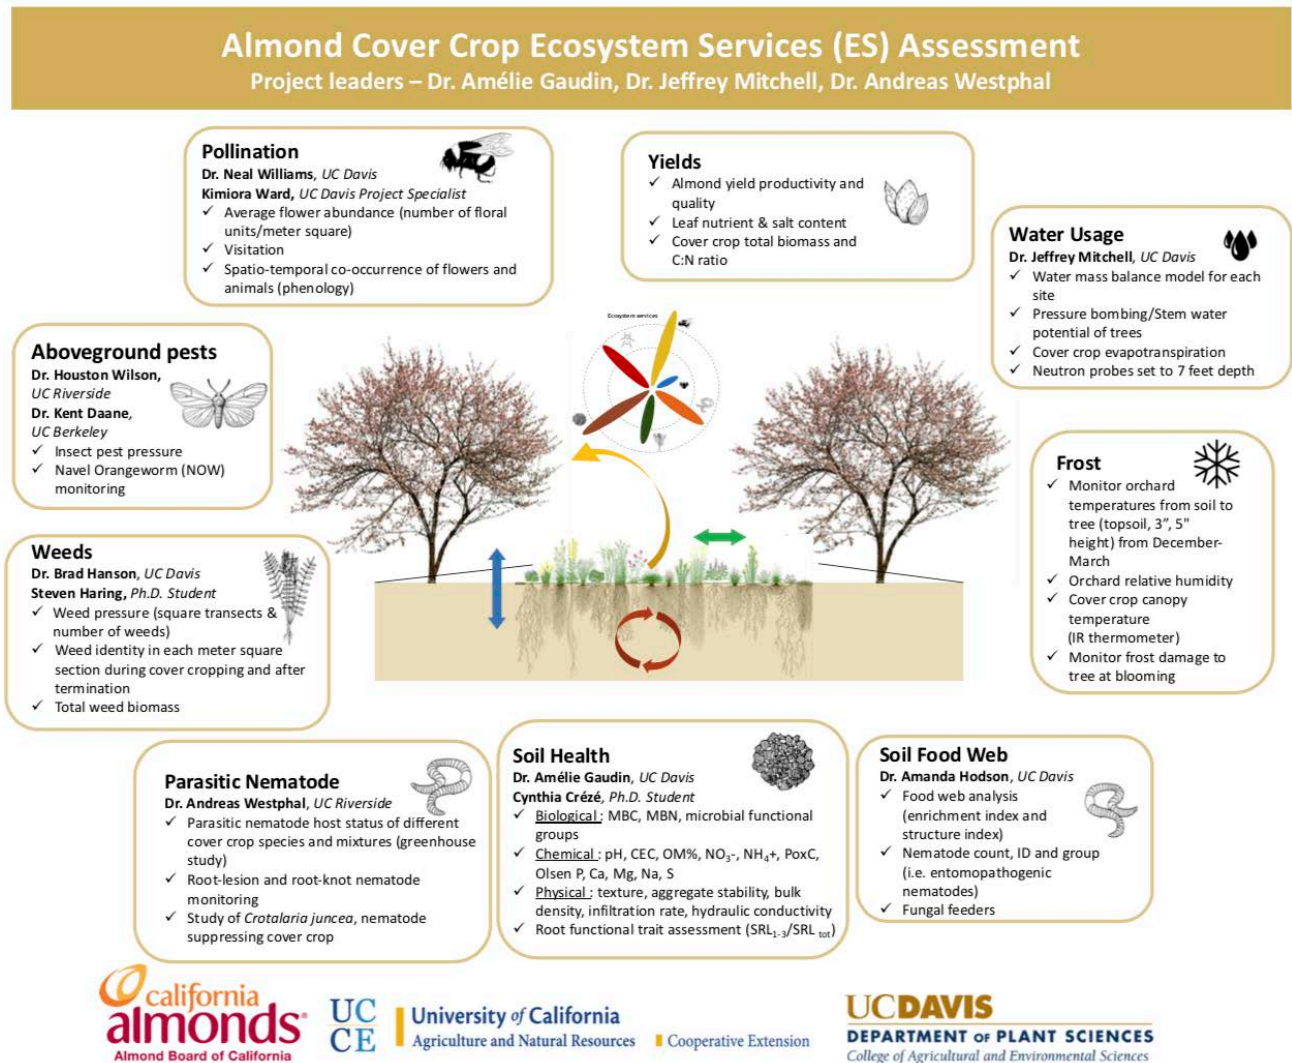 Almond Cover Crop Ecosystem Services (ES) Assessment
Project leaders – Dr. Amélie Gaudin, Dr. Jeffrey Mitchell, Dr. Andreas Westphal
Pollination
Dr. Neal Williams, UC Davis
Kimiora Ward, UC Davis Project Specialist
✓ Average flower abundance (number of floral
units/meter square)
✓ Visitation
✓ Spatio-temporal co-occurrence of flowers and
animals (phenology)
Yields
✓ Almond yield productivity and
quality
✓ Leaf nutrient & salt content
✓ Cover crop total biomass and
C:N ratio
Water Usage
Dr. Jeffrey Mitchell, UC Davis
✓ Water mass balance model for each
site
✓ Pressure bombing/Stem water
potential of trees
✓ Cover crop evapotranspiration
✓ Neutron probes set to 7 feet depth
Ecosystem services
Aboveground pests
Dr. Houston Wilson,
UC Riverside
Dr. Kent Daane,
UC Berkeley
✓ Insect pest pressure
✓ Navel Orangeworm (NOW)
monitoring
Frost
✓ Monitor orchard
temperatures from soil to
tree (topsoil, 3”, 5"
height) from December-
March
✓ Orchard relative humidity
✓ Cover crop canopy
temperature
(IR thermometer)
✓ Monitor frost damage to
tree at blooming
Weeds
Dr. Brad Hanson, UC Davis
Steven Haring, Ph.D. Student
✓ Weed pressure (square transects &
number of weeds)
✓ Weed identity in each meter square
section during cover cropping and after
termination
✓ Total weed biomass
Parasitic Nematode
Dr. Andreas Westphal, UC Riverside
✓ Parasitic nematode host status of different
cover crop species and mixtures (greenhouse
study)
✓ Root-lesion and root-knot nematode
monitoring
✓ Study of Crotalaria juncea, nematode
suppressing cover crop
Soil Health
Dr. Amélie Gaudin, UC Davis
Cynthia Crézé, Ph.D. Student
✓ Biological : MBC, MBN, microbial functional
groups
✓ Chemical : pH, CEC, OM%, NO₃-, NH₄+, PoxC,
Olsen P, Ca, Mg, Na, S
✓ Physical : texture, aggregate stability, bulk
density, infiltration rate, hydraulic conductivity
✓ Root functional trait assessment (SRL₁₋₃/SRL tot)
Soil Food Web
Dr. Amanda Hodson, UC Davis
✓ Food web analysis
(enrichment index and
structure index)
✓ Nematode count, ID and group
(i.e. entomopathogenic
nematodes)
✓ Fungal feeders
california
almonds®
Almond Board of California
UC
CE
University of California
Agriculture and Natural Resources
Cooperative Extension
UCDAVIS
DEPARTMENT OF PLANT SCIENCES
College of Agricultural and Environmental Sciences